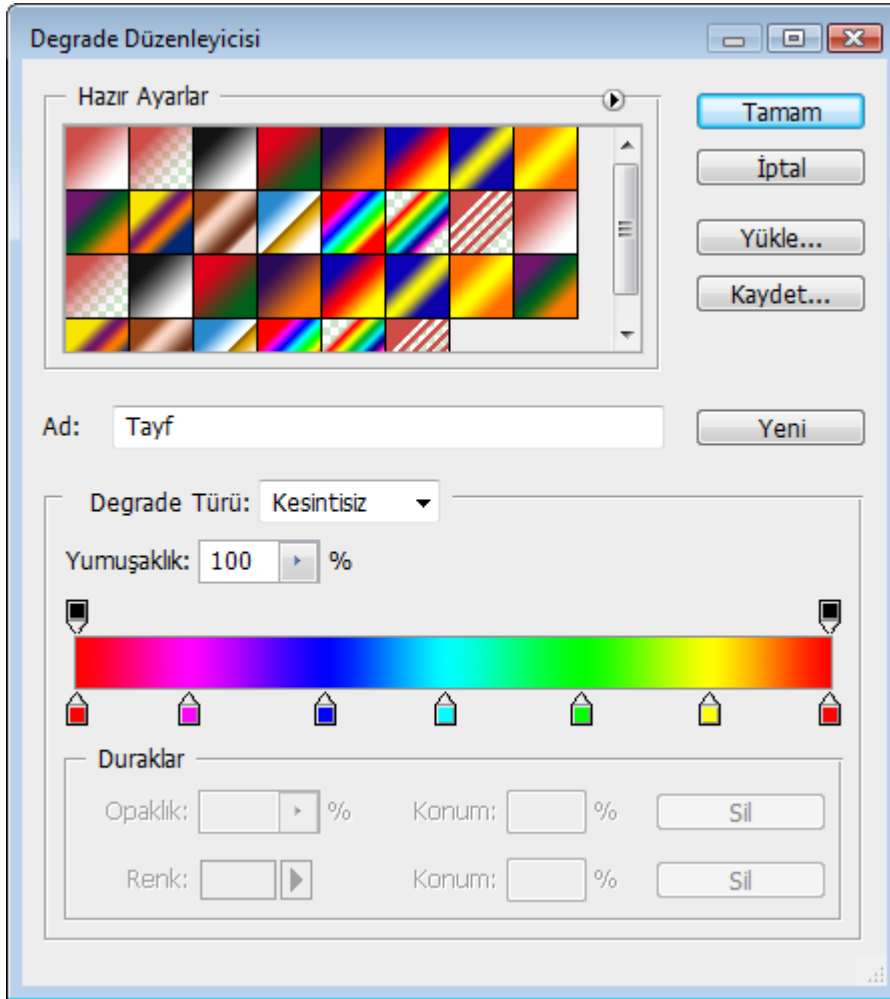 Degrade Düzenleyicisi
Hazır Ayarlar
Tamam
İptal
Yükle...
Kaydet...
Ad: Tayf
Yeni
Degrade Türü: Kesintisiz
Yumuşaklık: 100 %
Duraklar
Opaklık: % Konum: % Sil
Renk: Konum: % Sil